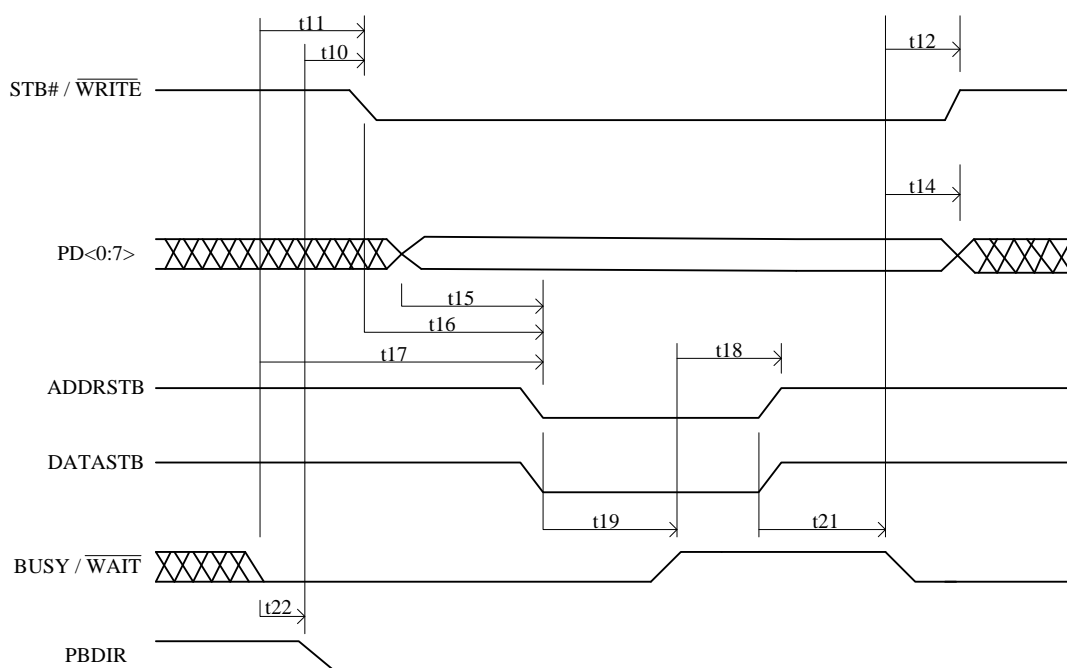 t11
t12
t10
STB# / WRITE
t14
PD<0:7>
t15
t16
t17
t18
ADDRSTB
DATASTB
t19
t21
BUSY / WAIT
t22
PBDIR